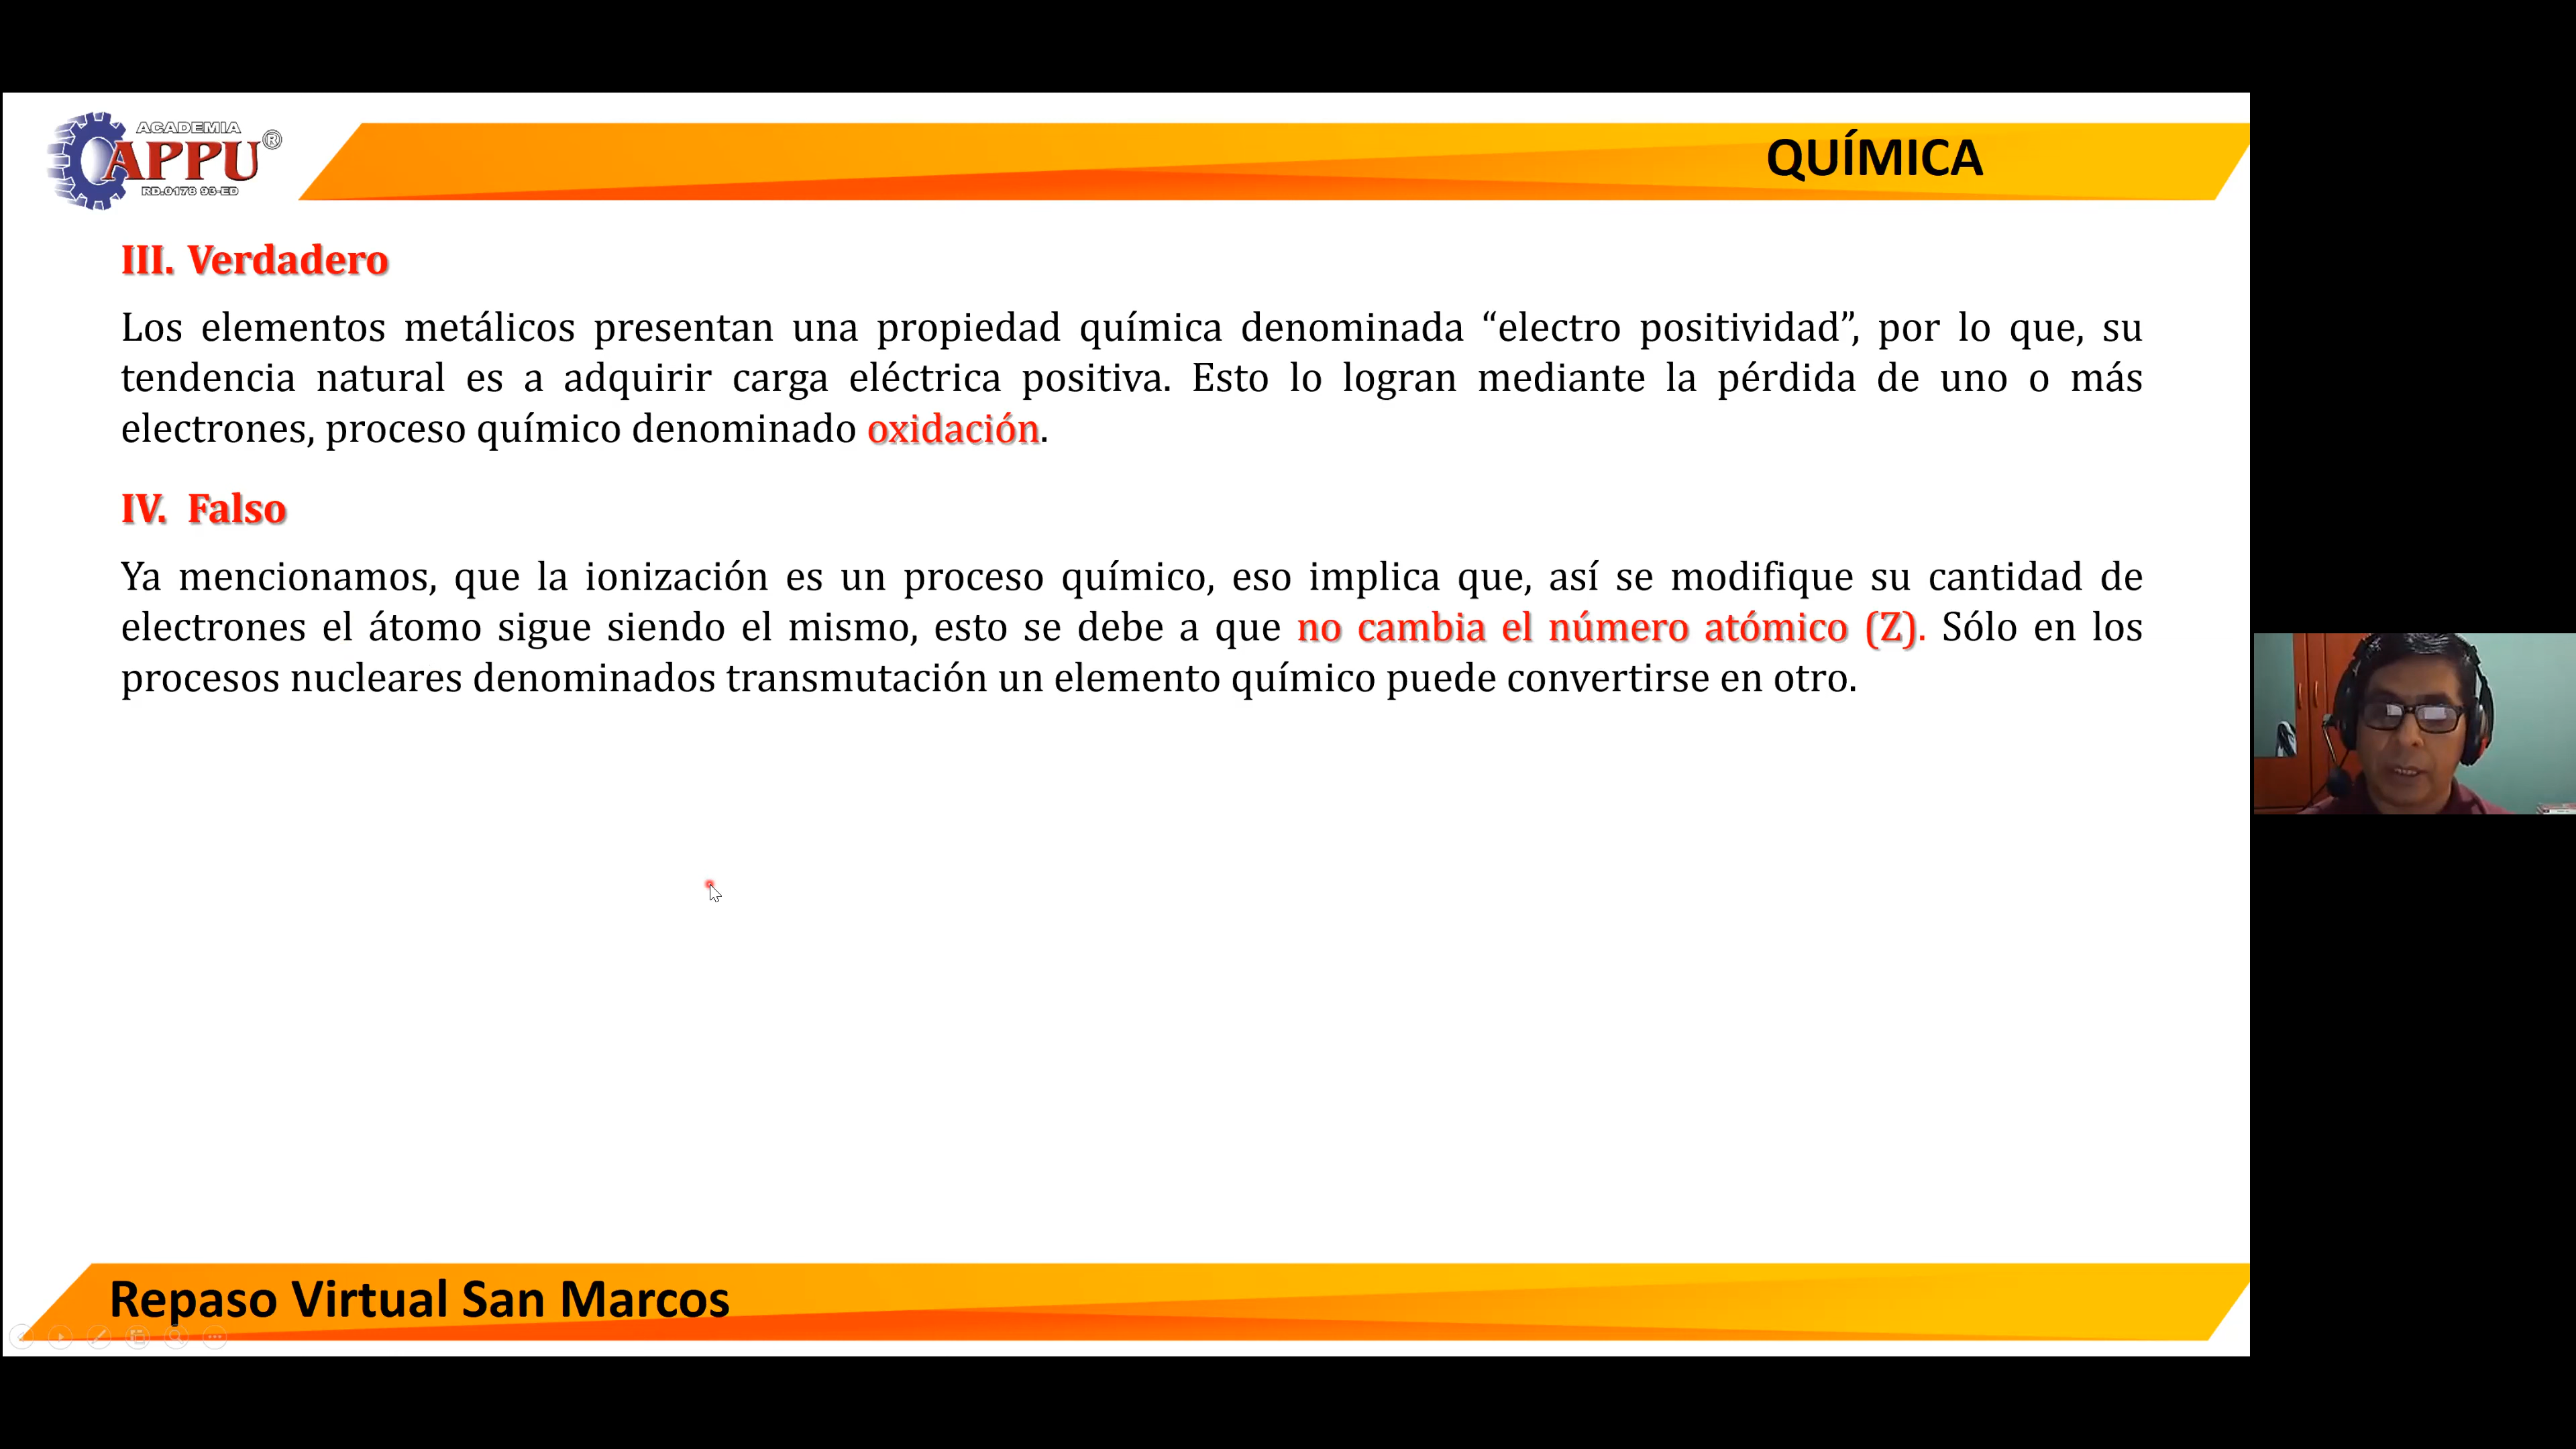 ACADEMIA
APPU®
RD.0178 93-ED
QUÍMICA
III. Verdadero
Los elementos metálicos presentan una propiedad química denominada “electro positividad”, por lo que, su
tendencia natural es a adquirir carga eléctrica positiva. Esto lo logran mediante la pérdida de uno o más
electrones, proceso químico denominado oxidación.
IV. Falso
Ya mencionamos, que la ionización es un proceso químico, eso implica que, así se modifique su cantidad de
electrones el átomo sigue siendo el mismo, esto se debe a que no cambia el número atómico (Z). Sólo en los
procesos nucleares denominados transmutación un elemento químico puede convertirse en otro.
Repaso Virtual San Marcos